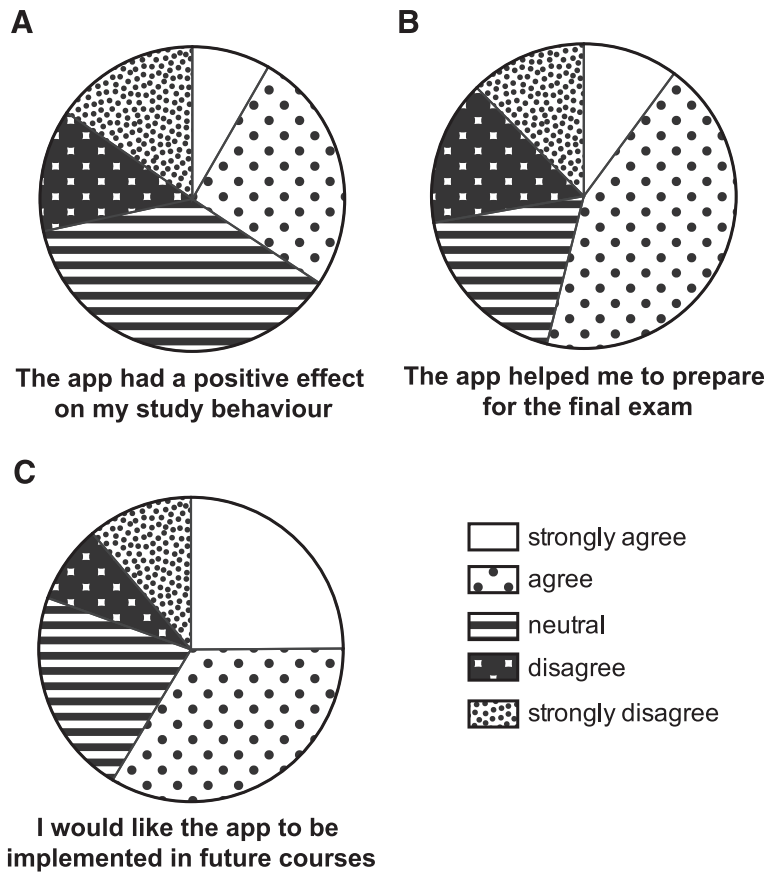 A
B
The app had a positive effect
on my study behaviour
The app helped me to prepare
for the final exam
C
strongly agree
agree
neutral
disagree
strongly disagree
I would like the app to be
implemented in future courses